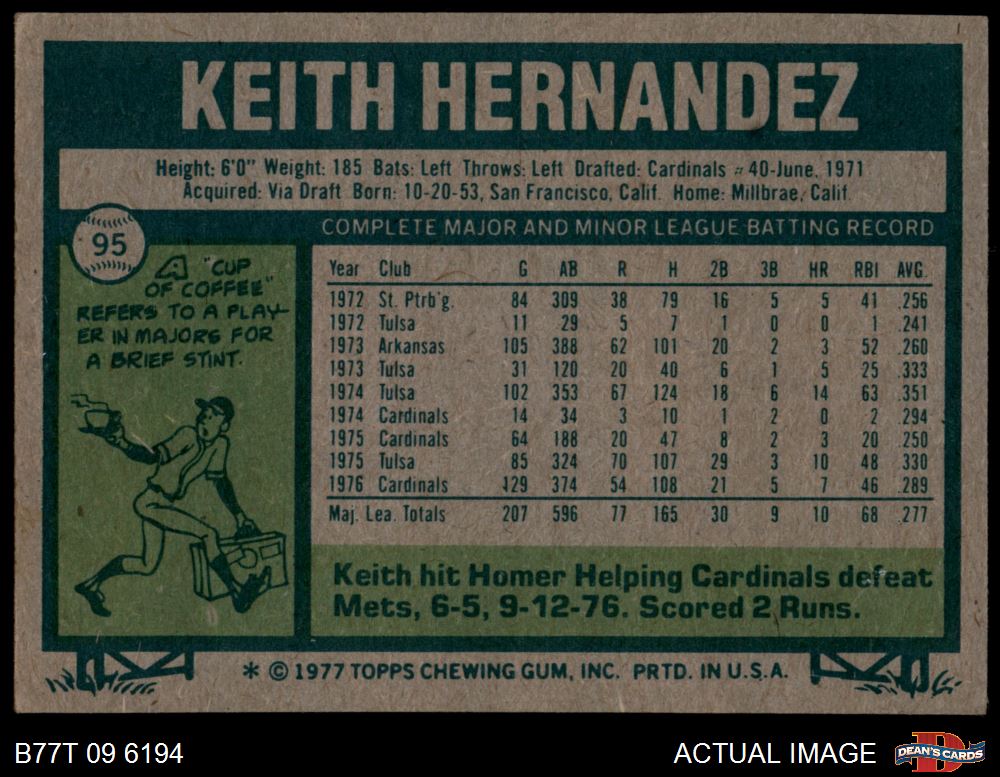 KEITH HERNANDEZ
Height: 6'0" Weight: 185 Bats: Left Throws: Left Drafted: Cardinals #40-June, 1971
Acquired: Via Draft Born: 10-20-53, San Francisco, Calif. Home: Millbrae, Calif.
95
COMPLETE MAJOR AND MINOR LEAGUE BATTING RECORD
A "CUP
OF COFFEE"
REFERS TO A PLAY-
ER IN MAJORS FOR
A BRIEF STINT.
Year Club G AB R H 2B 3B HR RBI AVG.
1972 St. Ptrb'g. 84 309 38 79 16 5 5 41 .256
1972 Tulsa 11 29 5 7 1 0 0 1 .241
1973 Arkansas 105 388 62 101 20 2 3 52 .260
1973 Tulsa 31 120 20 40 6 1 5 25 .333
1974 Tulsa 102 353 67 124 18 6 14 63 .351
1974 Cardinals 14 34 3 10 1 2 0 2 .294
1975 Cardinals 64 188 20 47 8 2 3 20 .250
1975 Tulsa 85 324 70 107 29 3 10 48 .330
1976 Cardinals 129 374 54 108 21 5 7 46 .289
Maj. Lea. Totals 207 596 77 165 30 9 10 68 .277
Keith hit Homer Helping Cardinals defeat
Mets, 6-5, 9-12-76. Scored 2 Runs.
* © 1977 TOPPS CHEWING GUM, INC. PRTD. IN U.S.A.
B77T 09 6194
ACTUAL IMAGE
D
DEAN'S CARDS